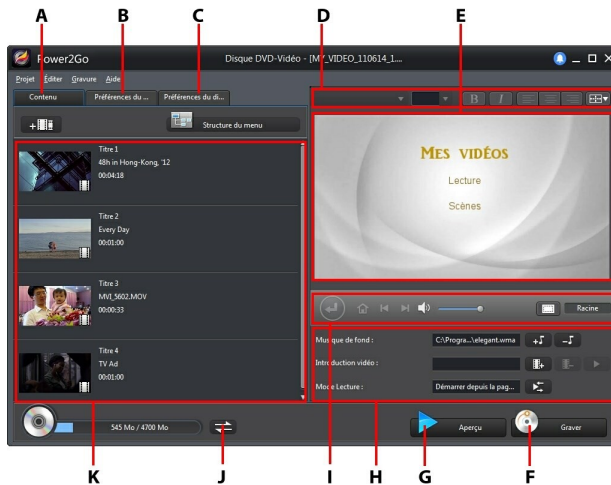 A
B
C
D
E
Power2Go
Disque DVD-Vidéo - [MY_VIDEO_110614_1....
Projet Éditer Gravure Aide
Contenu
Préférences du ...
Préférences du di...
B I
Structure du menu
Titre 1
48h in Hong-Kong, '12
00:04:18
Titre 2
Every Day
00:01:00
Titre 3
MVI_5602.MOV
00:00:33
Titre 4
TV Ad
00:01:00
MES VIDÉOS
Lecture
Scènes
Racine
Musique de fond :
C:\Progra...\elegant.wma
Introduction vidéo :
Mode Lecture :
Démarrer depuis la pag...
545 Mo / 4700 Mo
Aperçu
Graver
K
J
I
H
G
F